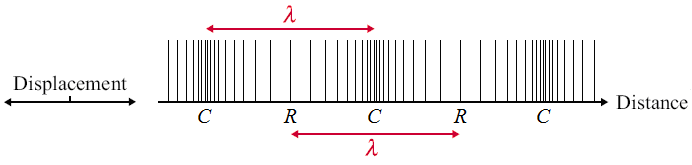 λ
Displacement
Distance
C R C R C
λ